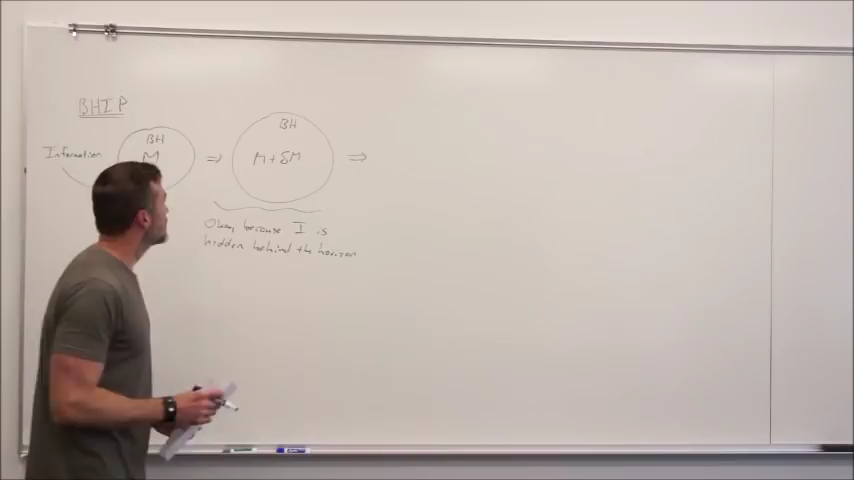 BHIP
Information
BH
M
⇒
BH
M + δM
⇒
Okay because I is
hidden behind the horizon